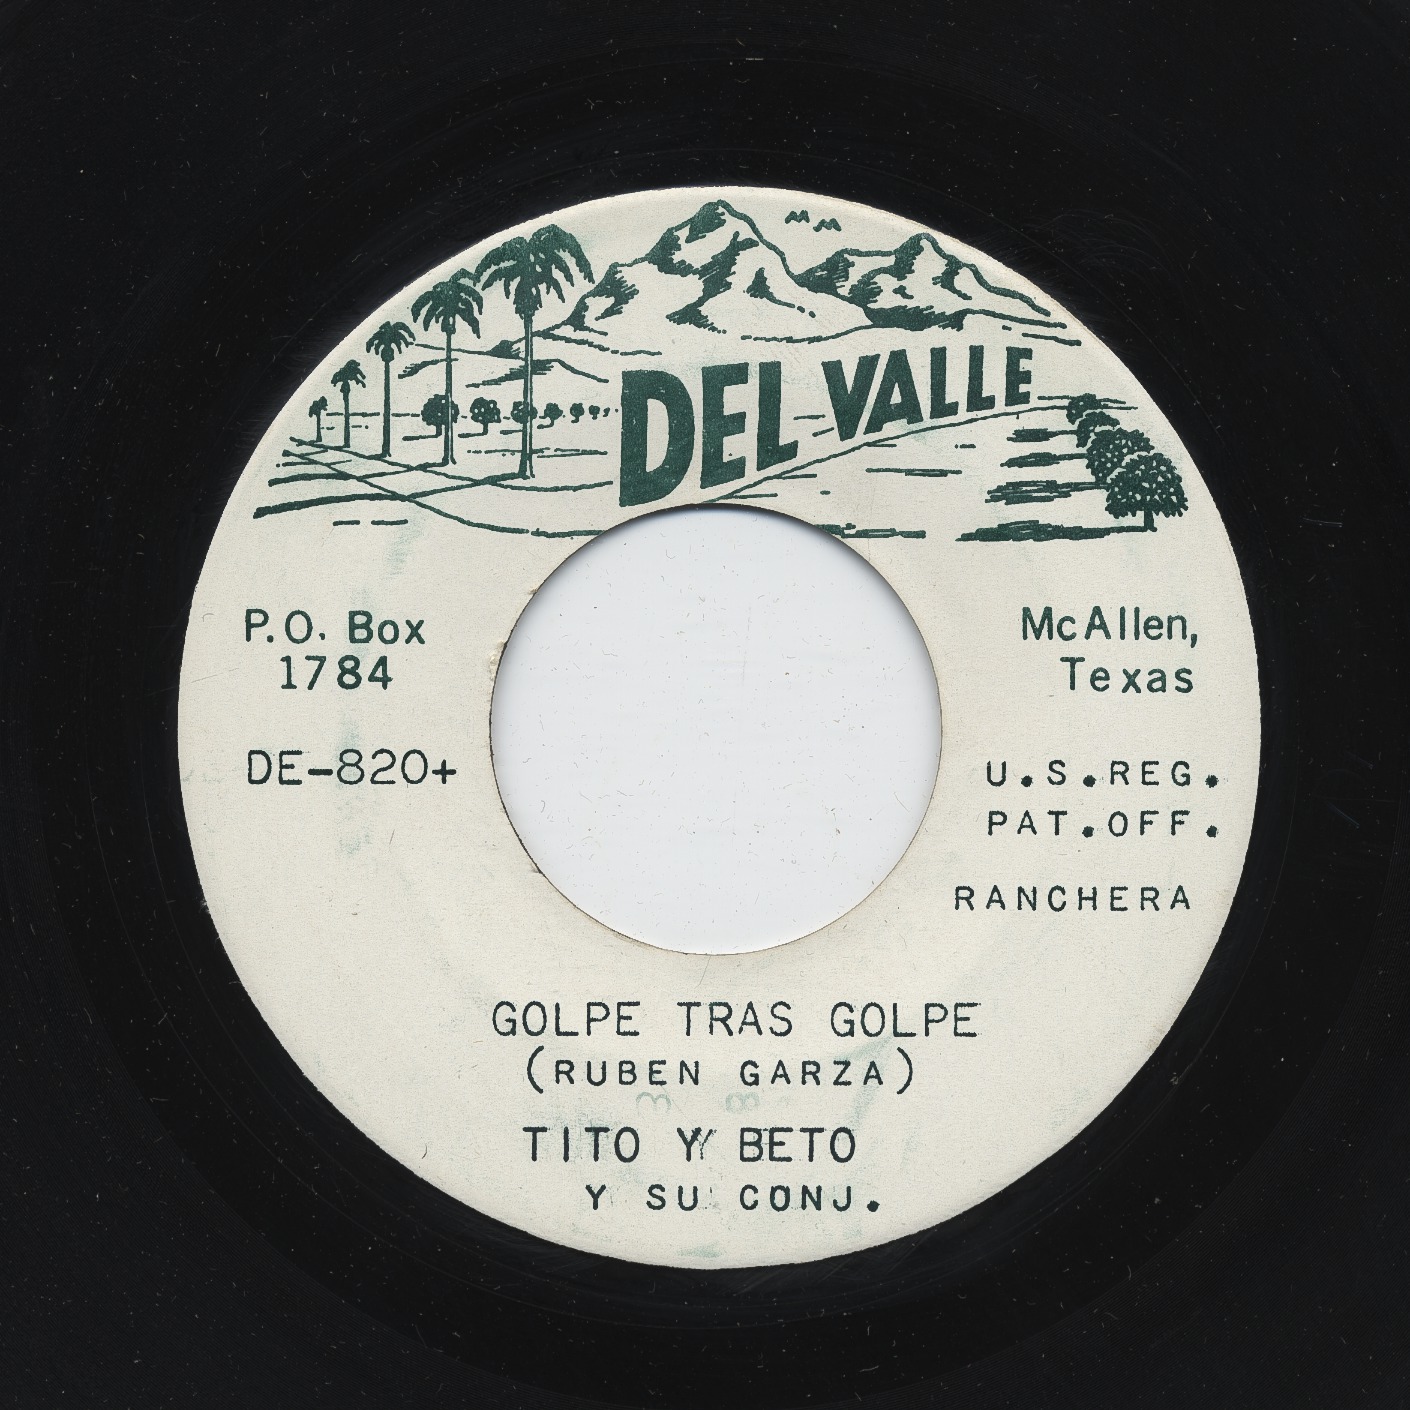 DEL VALLE
P.O. Box
1784
McAllen,
Texas
DE-820+
U.S.REG.
PAT.OFF.
RANCHERA
GOLPE TRAS GOLPE
(RUBEN GARZA)
TITO Y BETO
Y SU CONJ.